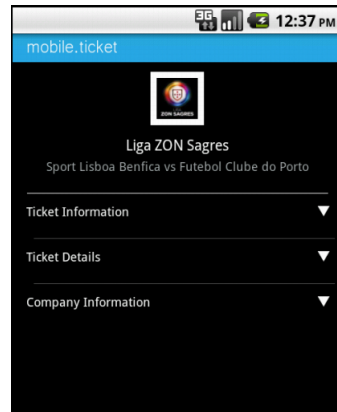 3G 12:37 PM
mobile.ticket
ZON SAGRES
Liga ZON Sagres
Sport Lisboa Benfica vs Futebol Clube do Porto
Ticket Information
Ticket Details
Company Information